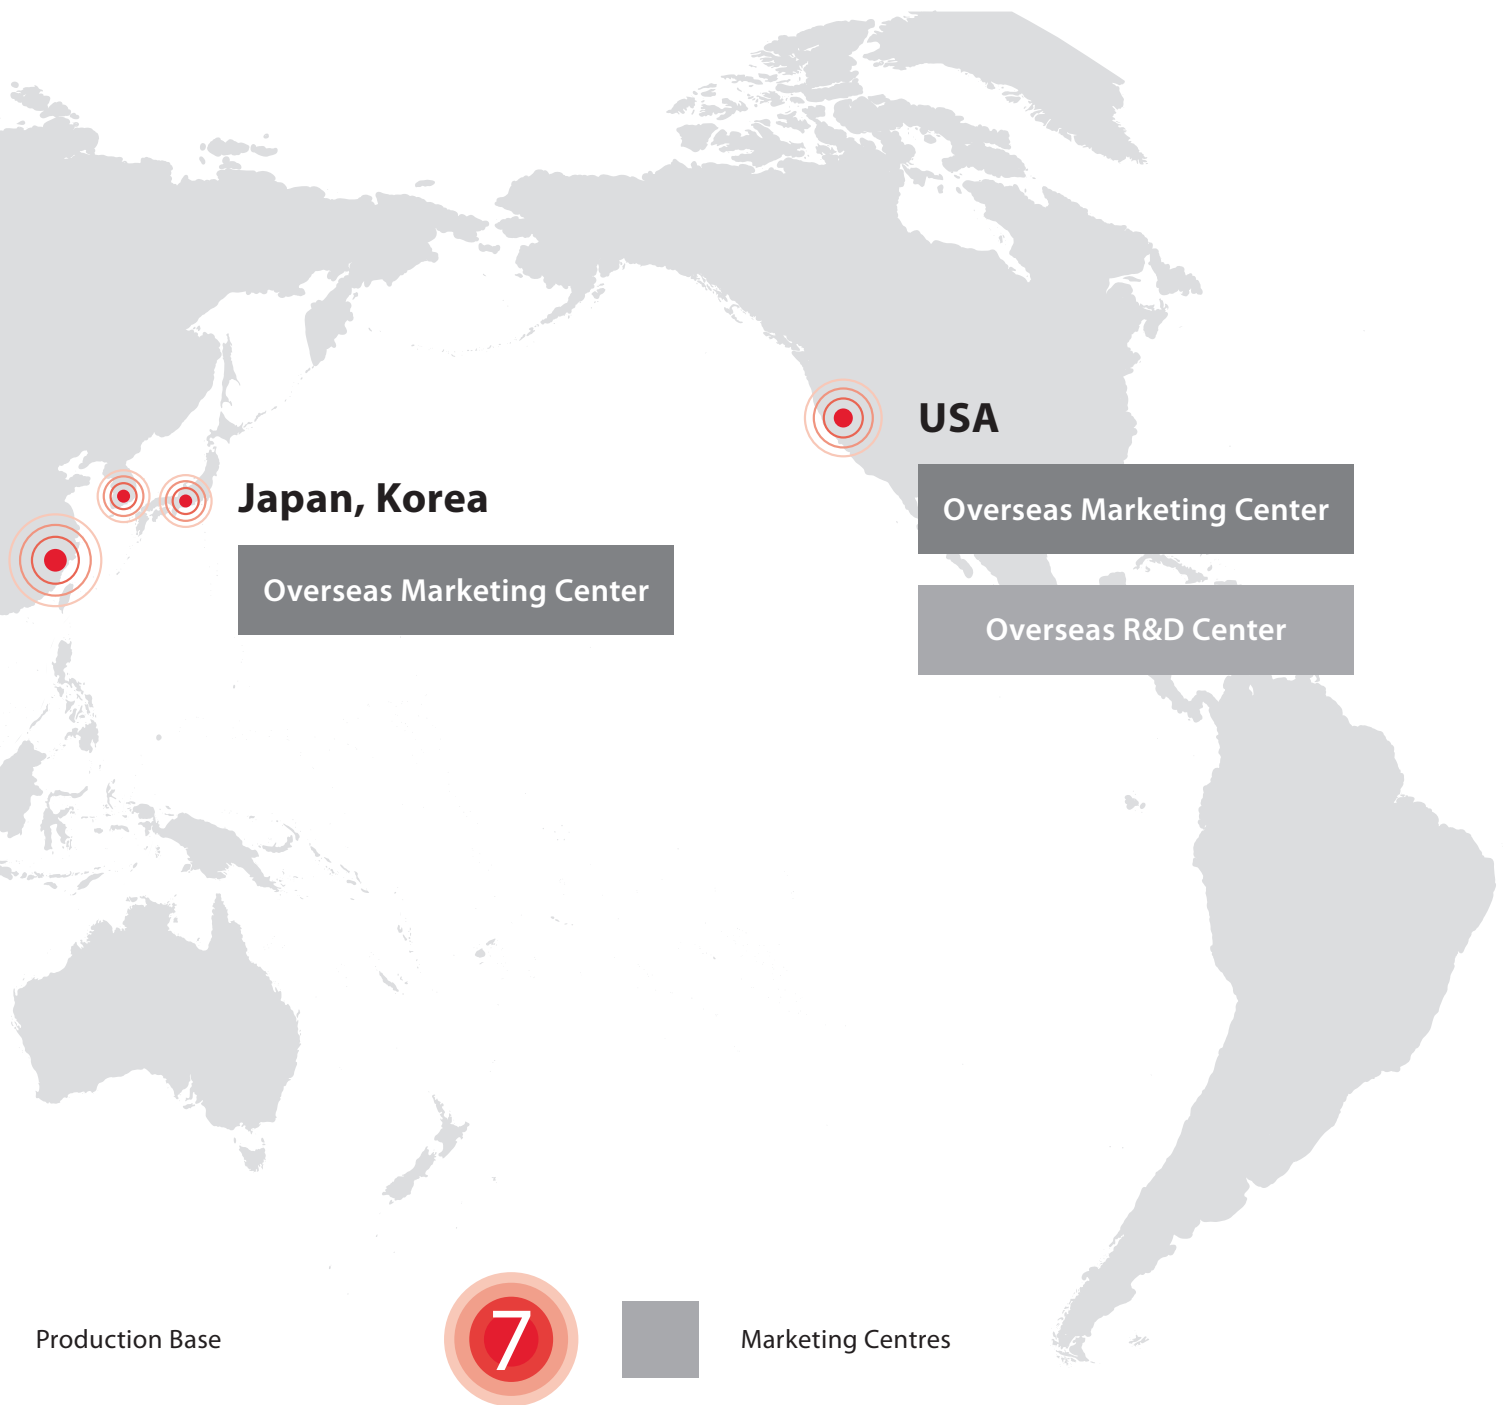 USA
Overseas Marketing Center
Japan, Korea
Overseas Marketing Center
Overseas R&D Center
Production Base
7
Marketing Centres